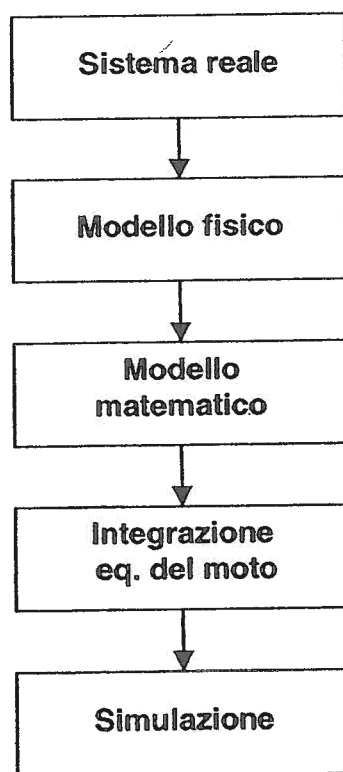 Sistema reale
Modello fisico
Modello
matematico
Integrazione
eq. del moto
Simulazione